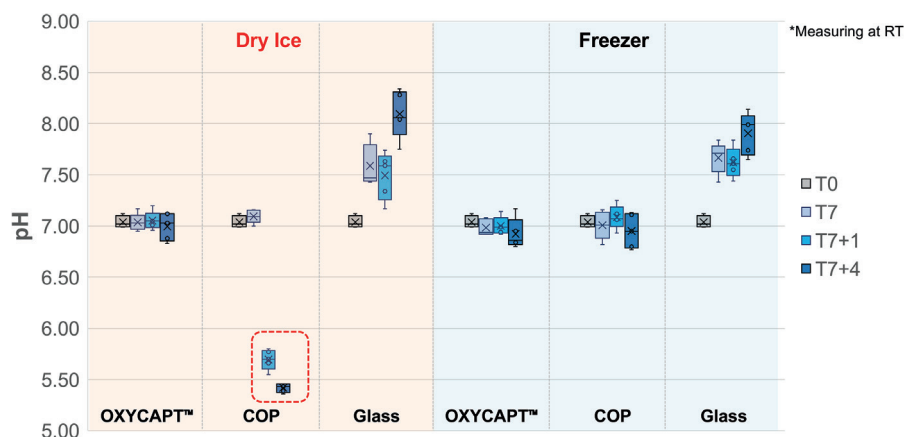 9.00
8.50
8.00
7.50
7.00
6.50
6.00
5.50
5.00
pH
Dry Ice
Freezer
*Measuring at RT
T0
T7
T7+1
T7+4
OXYCAPT™
COP
Glass
OXYCAPT™
COP
Glass